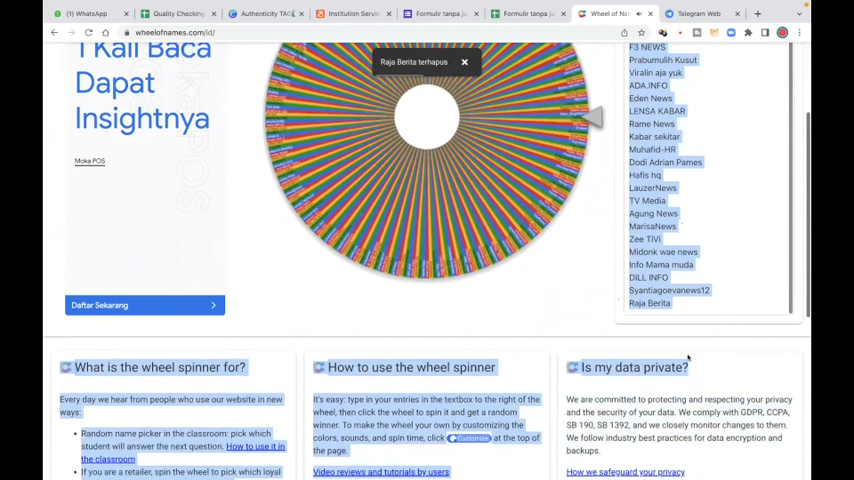 WhatsApp
Quality Checking
Authenticity TAC
Institution Servic
Formulir tanpa ju
Formulir tanpa ju
Wheel of Na
Telegram Web
wheelofnames.com/id/
1 Kali Baca
Dapat
Insightnya
Moka POS
Daftar Sekarang
Raja Berita terhapus
F3 NEWS
Prabumulih Kusut
Viralin aja yuk
ADA.INFO
Eden News
LENSA KABAR
Rame News
Kabar sekitar
Muhafid-HR
Dodi Adrian Pames
Hafis hq
LauzerNews
TV Media
Agung News
MarisaNews
Zee TiVi
Midonk wae news
Info Mama muda
DILL INFO
Syantiagoevanews12
Raja Berita
What is the wheel spinner for?
Every day we hear from people who use our website in new
ways:
Random name picker in the classroom: pick which
student will answer the next question. How to use it in
the classroom
If you are a retailer, spin the wheel to pick which loyal
How to use the wheel spinner
It's easy: type in your entries in the textbox to the right of the
wheel, then click the wheel to spin it and get a random
winner. To make the wheel your own by customizing the
colors, sounds, and spin time, click Customize at the top of
the page.
Video reviews and tutorials by users
Is my data private?
We are committed to protecting and respecting your privacy
and the security of your data. We comply with GDPR, CCPA,
SB 190, SB 1392, and we closely monitor changes to them.
We follow industry best practices for data encryption and
backups.
How we safeguard your privacy